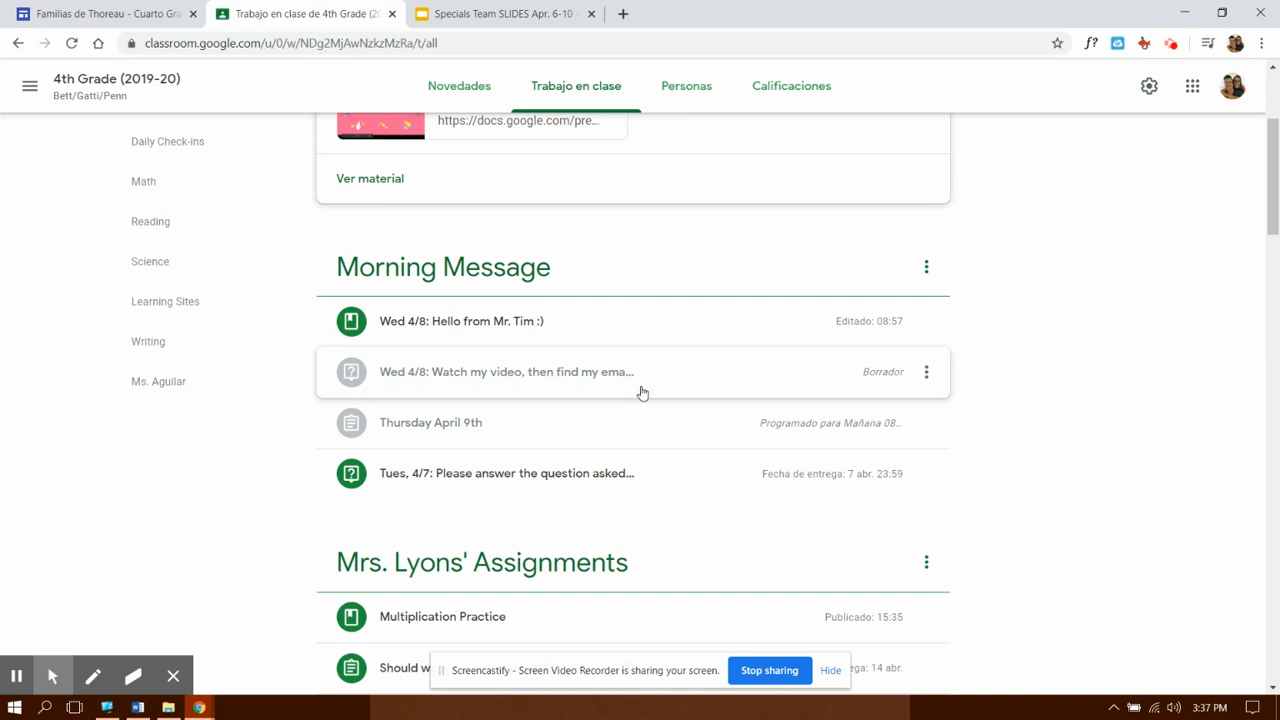 Familias de Thoreau - Cuarto Gra
Trabajo en clase de 4th Grade (20
Specials Team SLIDES Apr. 6-10 -
classroom.google.com/u/0/w/NDg2MjAwNzkzMzRa/t/all
f?
4th Grade (2019-20)
Bett/Gatti/Penn
Novedades
Trabajo en clase
Personas
Calificaciones
Daily Check-ins
Math
Reading
Science
Learning Sites
Writing
Ms. Aguilar
https://docs.google.com/pre...
Ver material
Morning Message
Wed 4/8: Hello from Mr. Tim :)
Editado: 08:57
Wed 4/8: Watch my video, then find my ema...
Borrador
Thursday April 9th
Programado para Mañana 08...
Tues, 4/7: Please answer the question asked...
Fecha de entrega: 7 abr. 23:59
Mrs. Lyons' Assignments
Multiplication Practice
Publicado: 15:35
Should w
ega: 14 abr.
Screencastify - Screen Video Recorder is sharing your screen.
Stop sharing
Hide
3:37 PM